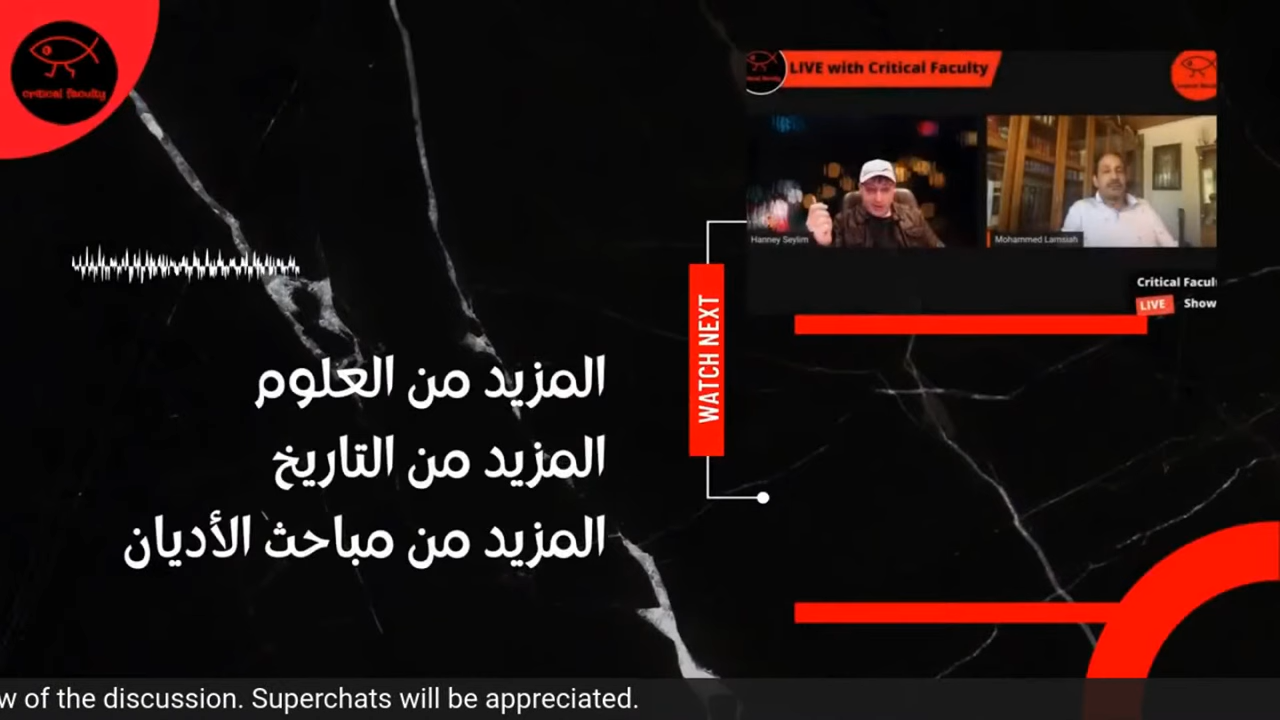 critical faculty
LIVE with Critical Faculty
Hanney Seylim
Mohammed Lamsiah
Critical Facul
LIVE Show
WATCH NEXT
المزيد من العلوم
المزيد من التاريخ
المزيد من مباحث الأديان
w of the discussion. Superchats will be appreciated.